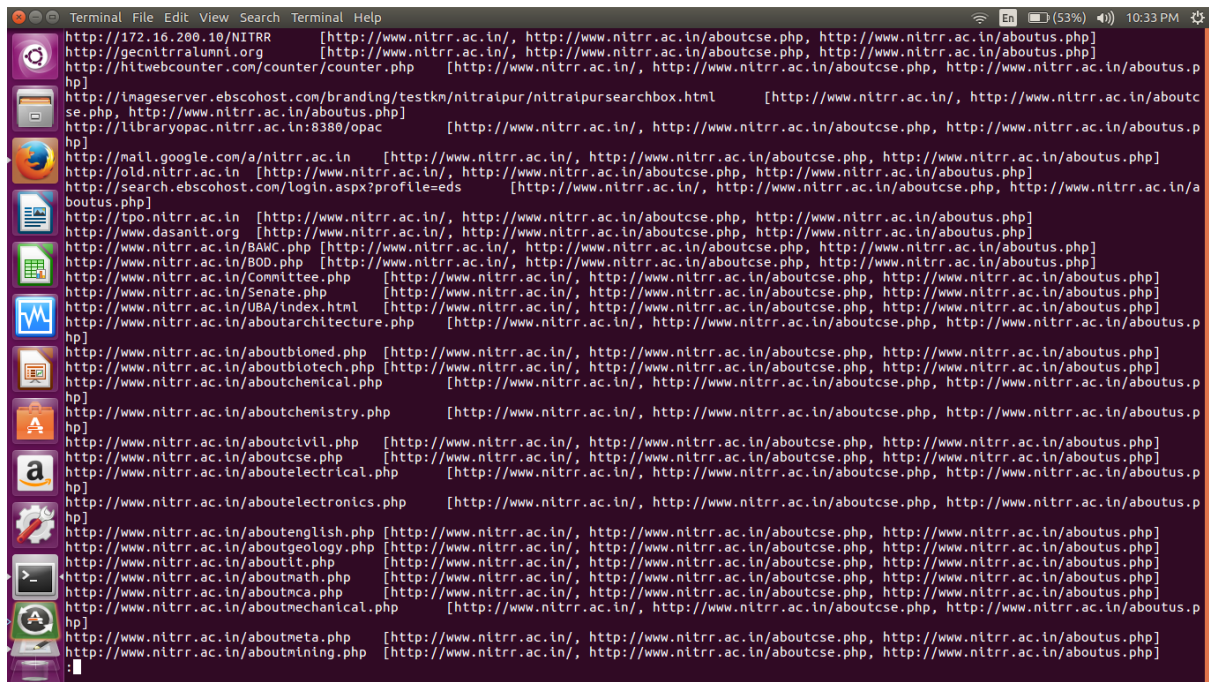 Terminal File Edit View Search Terminal Help En (53%) 10:33 PM
http://172.16.200.10/NITRR [http://www.nitrr.ac.in/, http://www.nitrr.ac.in/aboutcse.php, http://www.nitrr.ac.in/aboutus.php]
http://gecnitrralumni.org [http://www.nitrr.ac.in/, http://www.nitrr.ac.in/aboutcse.php, http://www.nitrr.ac.in/aboutus.php]
http://hitwebcounter.com/counter/counter.php [http://www.nitrr.ac.in/, http://www.nitrr.ac.in/aboutcse.php, http://www.nitrr.ac.in/aboutus.p
hp]
http://imageserver.ebscohost.com/branding/testkm/nitraipur/nitraipursearchbox.html [http://www.nitrr.ac.in/, http://www.nitrr.ac.in/aboutc
se.php, http://www.nitrr.ac.in/aboutus.php]
http://libraryopac.nitrr.ac.in:8380/opac [http://www.nitrr.ac.in/, http://www.nitrr.ac.in/aboutcse.php, http://www.nitrr.ac.in/aboutus.p
hp]
http://mail.google.com/a/nitrr.ac.in [http://www.nitrr.ac.in/, http://www.nitrr.ac.in/aboutcse.php, http://www.nitrr.ac.in/aboutus.php]
http://old.nitrr.ac.in [http://www.nitrr.ac.in/, http://www.nitrr.ac.in/aboutcse.php, http://www.nitrr.ac.in/aboutus.php]
http://search.ebscohost.com/login.aspx?profile=eds [http://www.nitrr.ac.in/, http://www.nitrr.ac.in/aboutcse.php, http://www.nitrr.ac.in/a
boutus.php]
http://tpo.nitrr.ac.in [http://www.nitrr.ac.in/, http://www.nitrr.ac.in/aboutcse.php, http://www.nitrr.ac.in/aboutus.php]
http://www.dasanit.org [http://www.nitrr.ac.in/, http://www.nitrr.ac.in/aboutcse.php, http://www.nitrr.ac.in/aboutus.php]
http://www.nitrr.ac.in/BAWC.php [http://www.nitrr.ac.in/, http://www.nitrr.ac.in/aboutcse.php, http://www.nitrr.ac.in/aboutus.php]
http://www.nitrr.ac.in/BOD.php [http://www.nitrr.ac.in/, http://www.nitrr.ac.in/aboutcse.php, http://www.nitrr.ac.in/aboutus.php]
http://www.nitrr.ac.in/Committee.php [http://www.nitrr.ac.in/, http://www.nitrr.ac.in/aboutcse.php, http://www.nitrr.ac.in/aboutus.php]
http://www.nitrr.ac.in/Senate.php [http://www.nitrr.ac.in/, http://www.nitrr.ac.in/aboutcse.php, http://www.nitrr.ac.in/aboutus.php]
http://www.nitrr.ac.in/UBA/index.html [http://www.nitrr.ac.in/, http://www.nitrr.ac.in/aboutcse.php, http://www.nitrr.ac.in/aboutus.php]
http://www.nitrr.ac.in/aboutarchitecture.php [http://www.nitrr.ac.in/, http://www.nitrr.ac.in/aboutcse.php, http://www.nitrr.ac.in/aboutus.p
hp]
http://www.nitrr.ac.in/aboutbiomed.php [http://www.nitrr.ac.in/, http://www.nitrr.ac.in/aboutcse.php, http://www.nitrr.ac.in/aboutus.php]
http://www.nitrr.ac.in/aboutbiotech.php [http://www.nitrr.ac.in/, http://www.nitrr.ac.in/aboutcse.php, http://www.nitrr.ac.in/aboutus.php]
http://www.nitrr.ac.in/aboutchemical.php [http://www.nitrr.ac.in/, http://www.nitrr.ac.in/aboutcse.php, http://www.nitrr.ac.in/aboutus.p
hp]
http://www.nitrr.ac.in/aboutchemistry.php [http://www.nitrr.ac.in/, http://www.nitrr.ac.in/aboutcse.php, http://www.nitrr.ac.in/aboutus.p
hp]
http://www.nitrr.ac.in/aboutcivil.php [http://www.nitrr.ac.in/, http://www.nitrr.ac.in/aboutcse.php, http://www.nitrr.ac.in/aboutus.php]
http://www.nitrr.ac.in/aboutcse.php [http://www.nitrr.ac.in/, http://www.nitrr.ac.in/aboutcse.php, http://www.nitrr.ac.in/aboutus.php]
http://www.nitrr.ac.in/aboutelectrical.php [http://www.nitrr.ac.in/, http://www.nitrr.ac.in/aboutcse.php, http://www.nitrr.ac.in/aboutus.p
hp]
http://www.nitrr.ac.in/aboutelectronics.php [http://www.nitrr.ac.in/, http://www.nitrr.ac.in/aboutcse.php, http://www.nitrr.ac.in/aboutus.p
hp]
http://www.nitrr.ac.in/aboutenglish.php [http://www.nitrr.ac.in/, http://www.nitrr.ac.in/aboutcse.php, http://www.nitrr.ac.in/aboutus.php]
http://www.nitrr.ac.in/aboutgeology.php [http://www.nitrr.ac.in/, http://www.nitrr.ac.in/aboutcse.php, http://www.nitrr.ac.in/aboutus.php]
http://www.nitrr.ac.in/aboutit.php [http://www.nitrr.ac.in/, http://www.nitrr.ac.in/aboutcse.php, http://www.nitrr.ac.in/aboutus.php]
http://www.nitrr.ac.in/aboutmath.php [http://www.nitrr.ac.in/, http://www.nitrr.ac.in/aboutcse.php, http://www.nitrr.ac.in/aboutus.php]
http://www.nitrr.ac.in/aboutmca.php [http://www.nitrr.ac.in/, http://www.nitrr.ac.in/aboutcse.php, http://www.nitrr.ac.in/aboutus.php]
http://www.nitrr.ac.in/aboutmechanical.php [http://www.nitrr.ac.in/, http://www.nitrr.ac.in/aboutcse.php, http://www.nitrr.ac.in/aboutus.p
hp]
http://www.nitrr.ac.in/aboutmeta.php [http://www.nitrr.ac.in/, http://www.nitrr.ac.in/aboutcse.php, http://www.nitrr.ac.in/aboutus.php]
http://www.nitrr.ac.in/aboutmining.php [http://www.nitrr.ac.in/, http://www.nitrr.ac.in/aboutcse.php, http://www.nitrr.ac.in/aboutus.php]
: